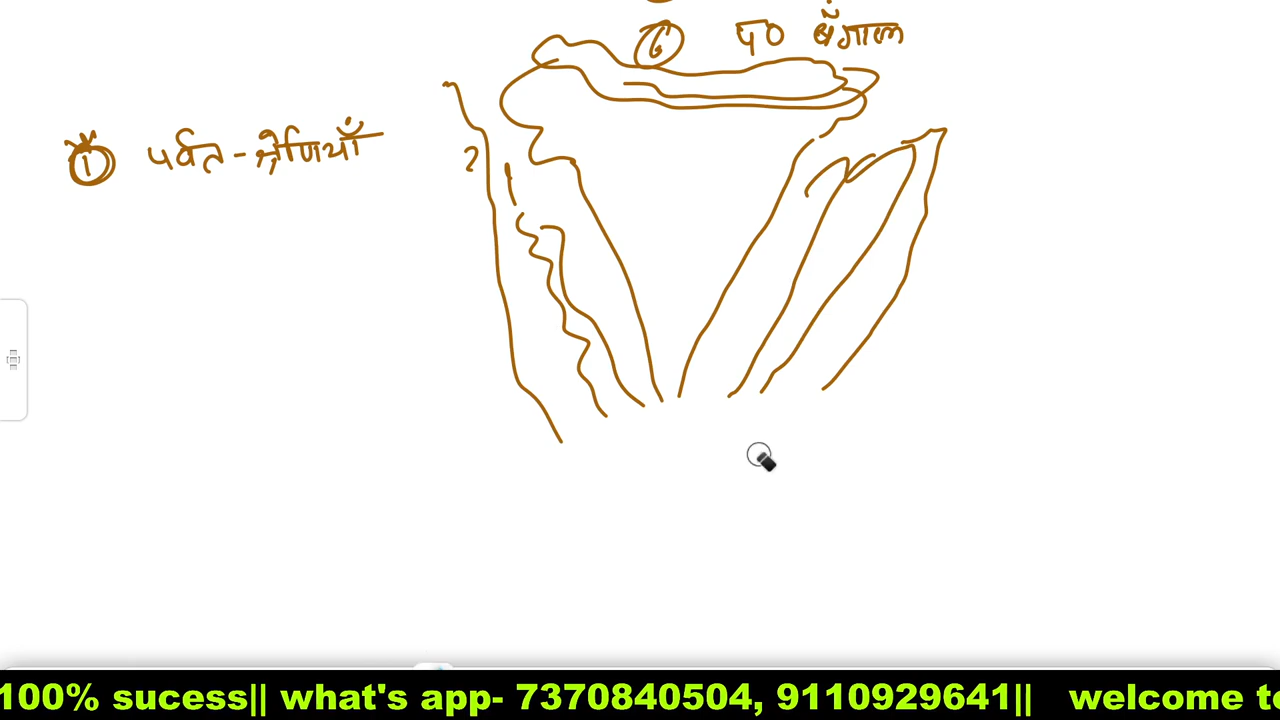 ⑥ प० बंगाल
① पर्वत-श्रेणियाँ
2
100% sucess|| what's app- 7370840504, 9110929641|| welcome to